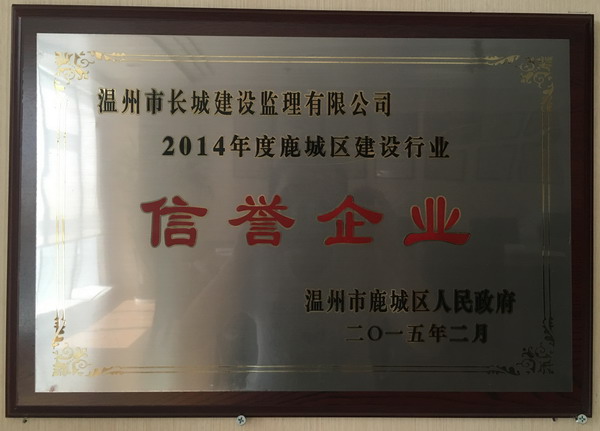 温州市长城建设监理有限公司
2014年度鹿城区建设行业
信誉企业
温州市鹿城区人民政府
二〇一五年二月